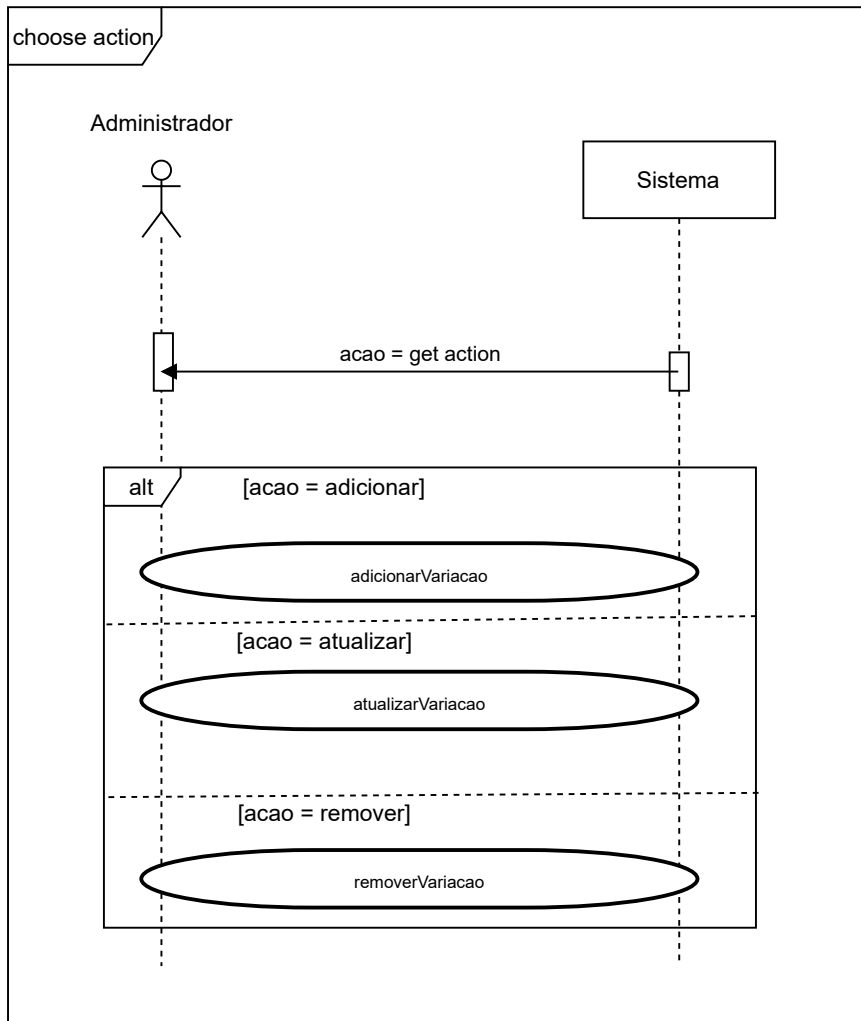 choose action
Administrador
Sistema
acao = get action
alt
[acao = adicionar]
adicionarVariacao
[acao = atualizar]
atualizarVariacao
[acao = remover]
removerVariacao